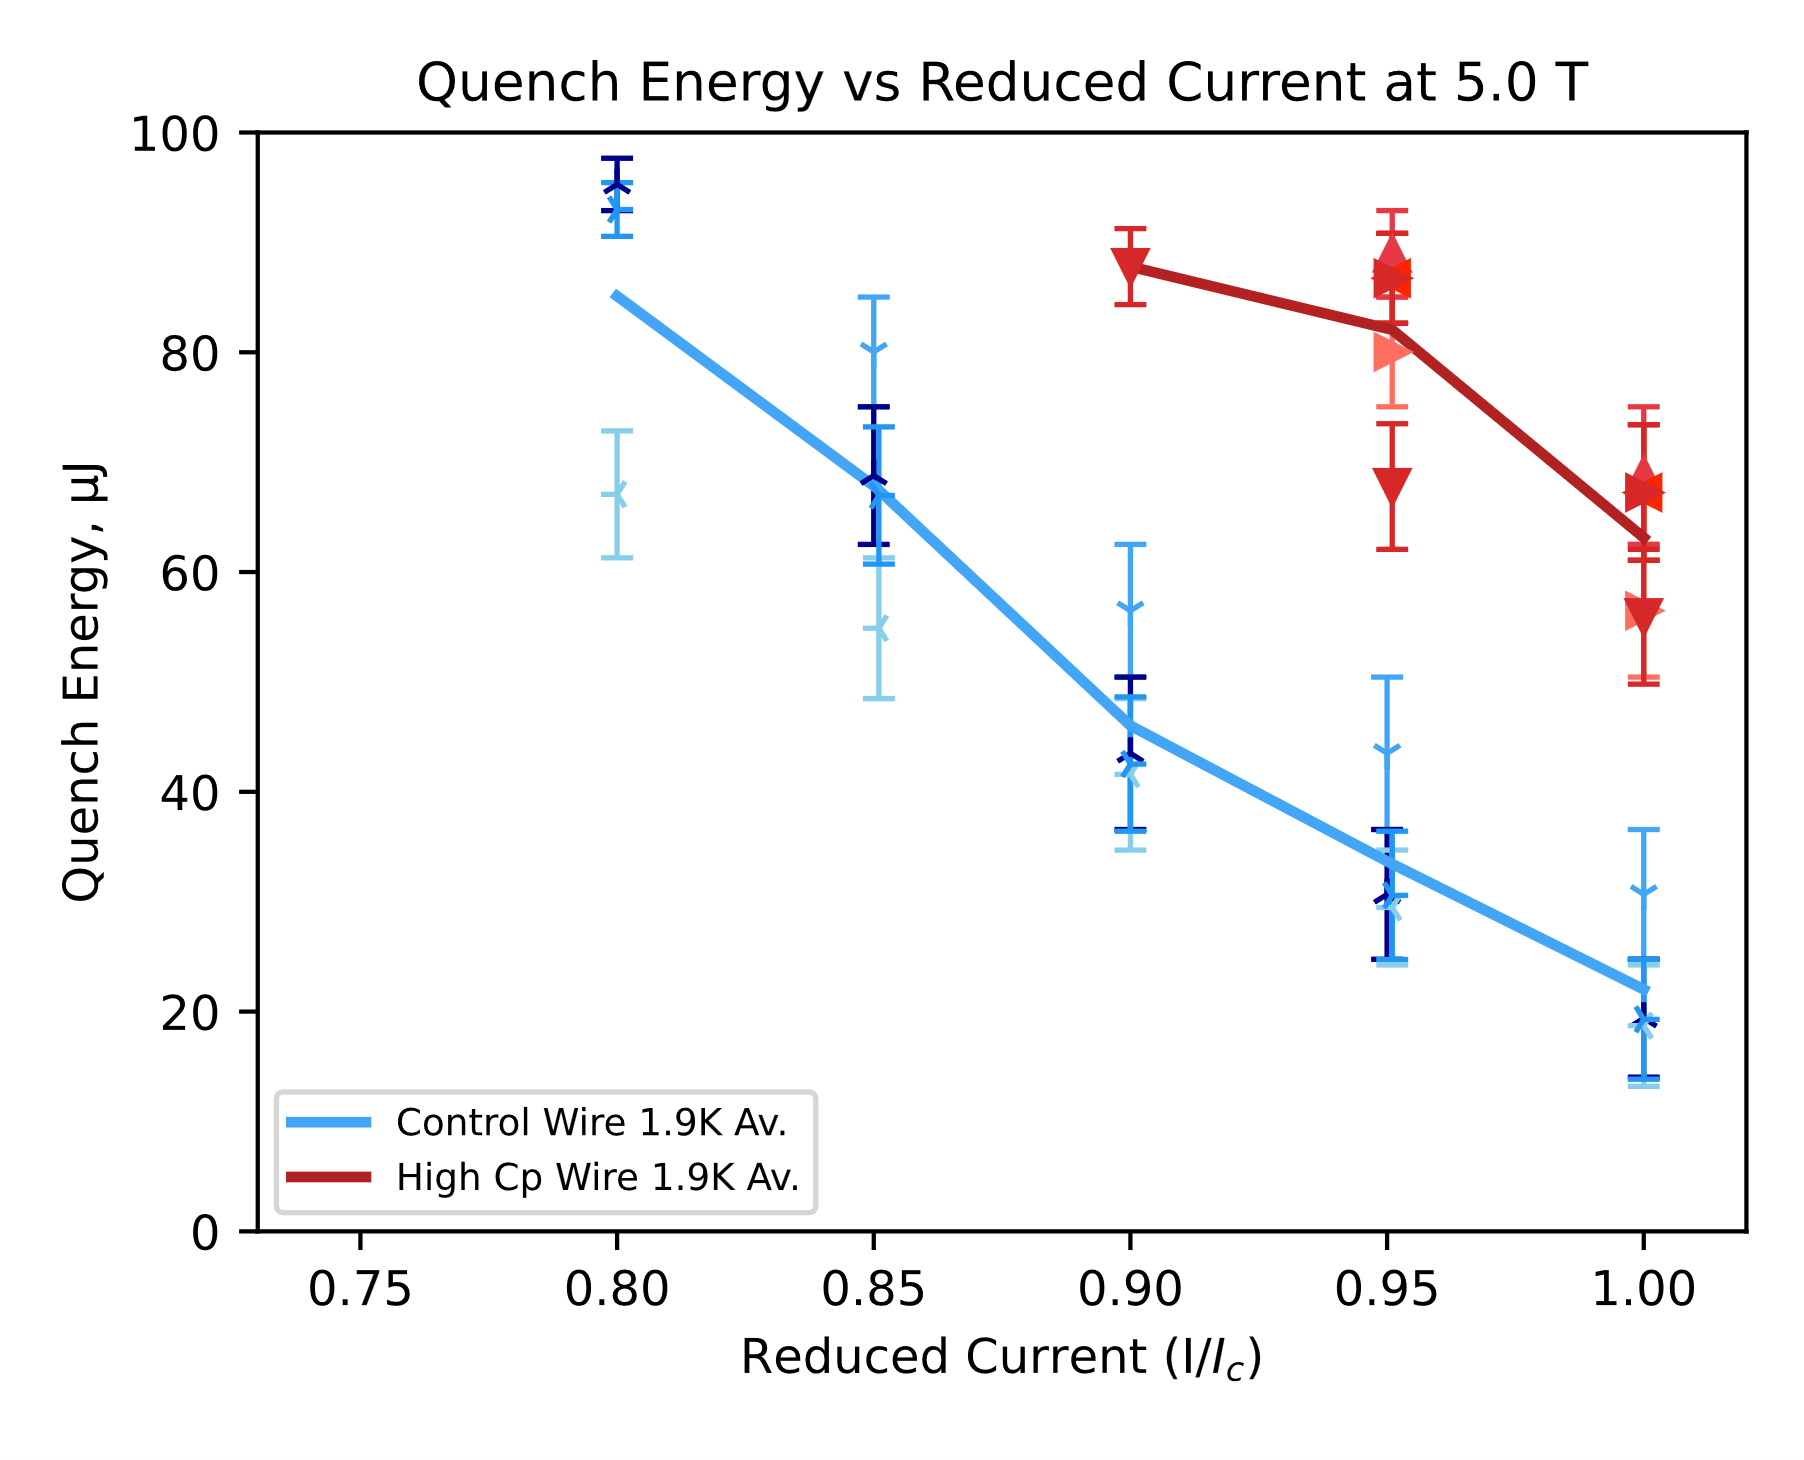 Quench Energy vs Reduced Current at 5.0 T
100
80
60
40
20
0
Quench Energy, μJ
Control Wire 1.9K Av.
High Cp Wire 1.9K Av.
0.75 0.80 0.85 0.90 0.95 1.00
Reduced Current (I/I_c)